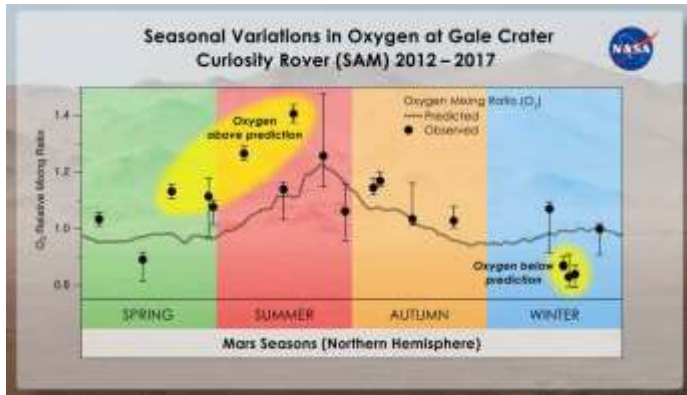 Seasonal Variations in Oxygen at Gale Crater
Curiosity Rover (SAM) 2012 – 2017
NASA
Oxygen
above prediction
Oxygen Mixing Ratio (O₂)
Predicted
Observed
O₂ Relative Mixing Ratio
1.4
1.2
1.0
0.8
Oxygen below
prediction
SPRING
SUMMER
AUTUMN
WINTER
Mars Seasons (Northern Hemisphere)